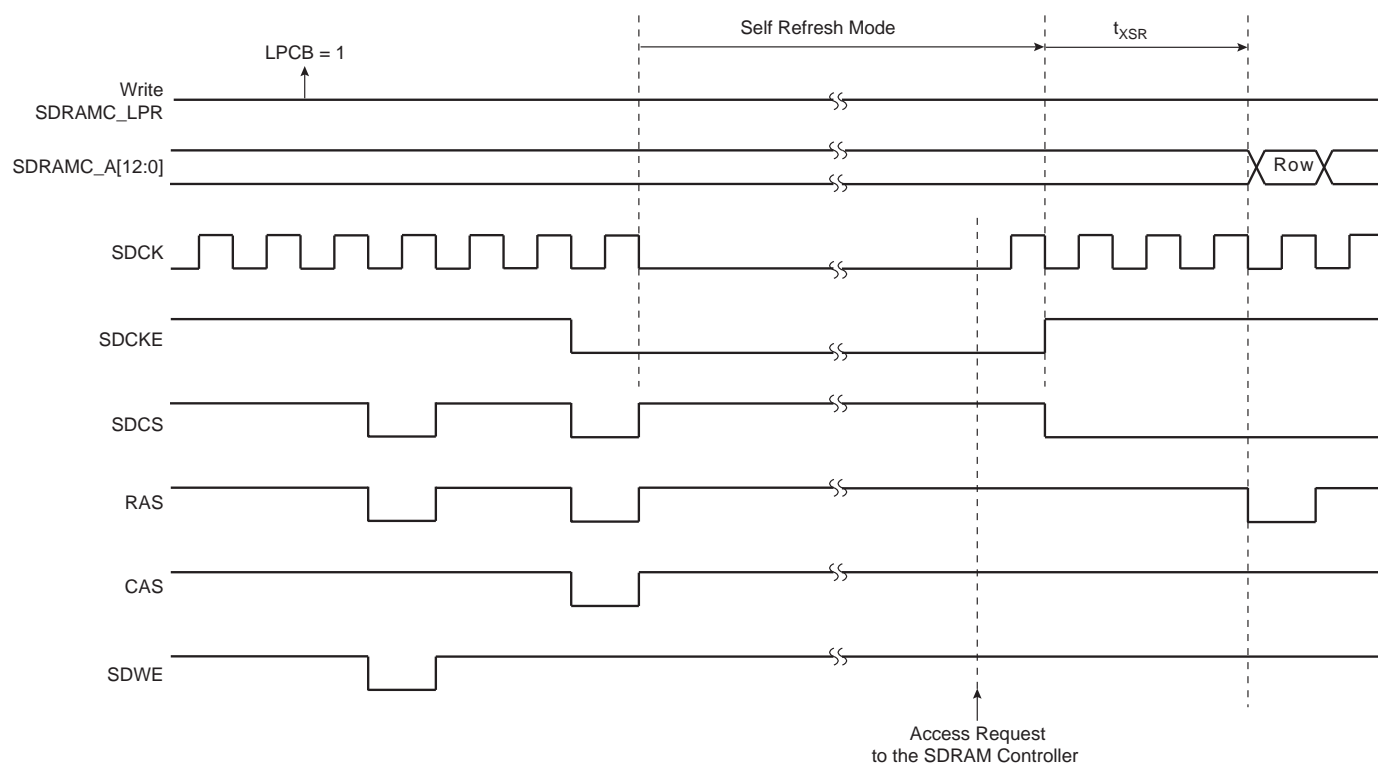 Self Refresh Mode
tXSR
LPCB = 1
Write
SDRAMC_LPR
SDRAMC_A[12:0]
Row
SDCK
SDCKE
SDCS
RAS
CAS
SDWE
Access Request
to the SDRAM Controller